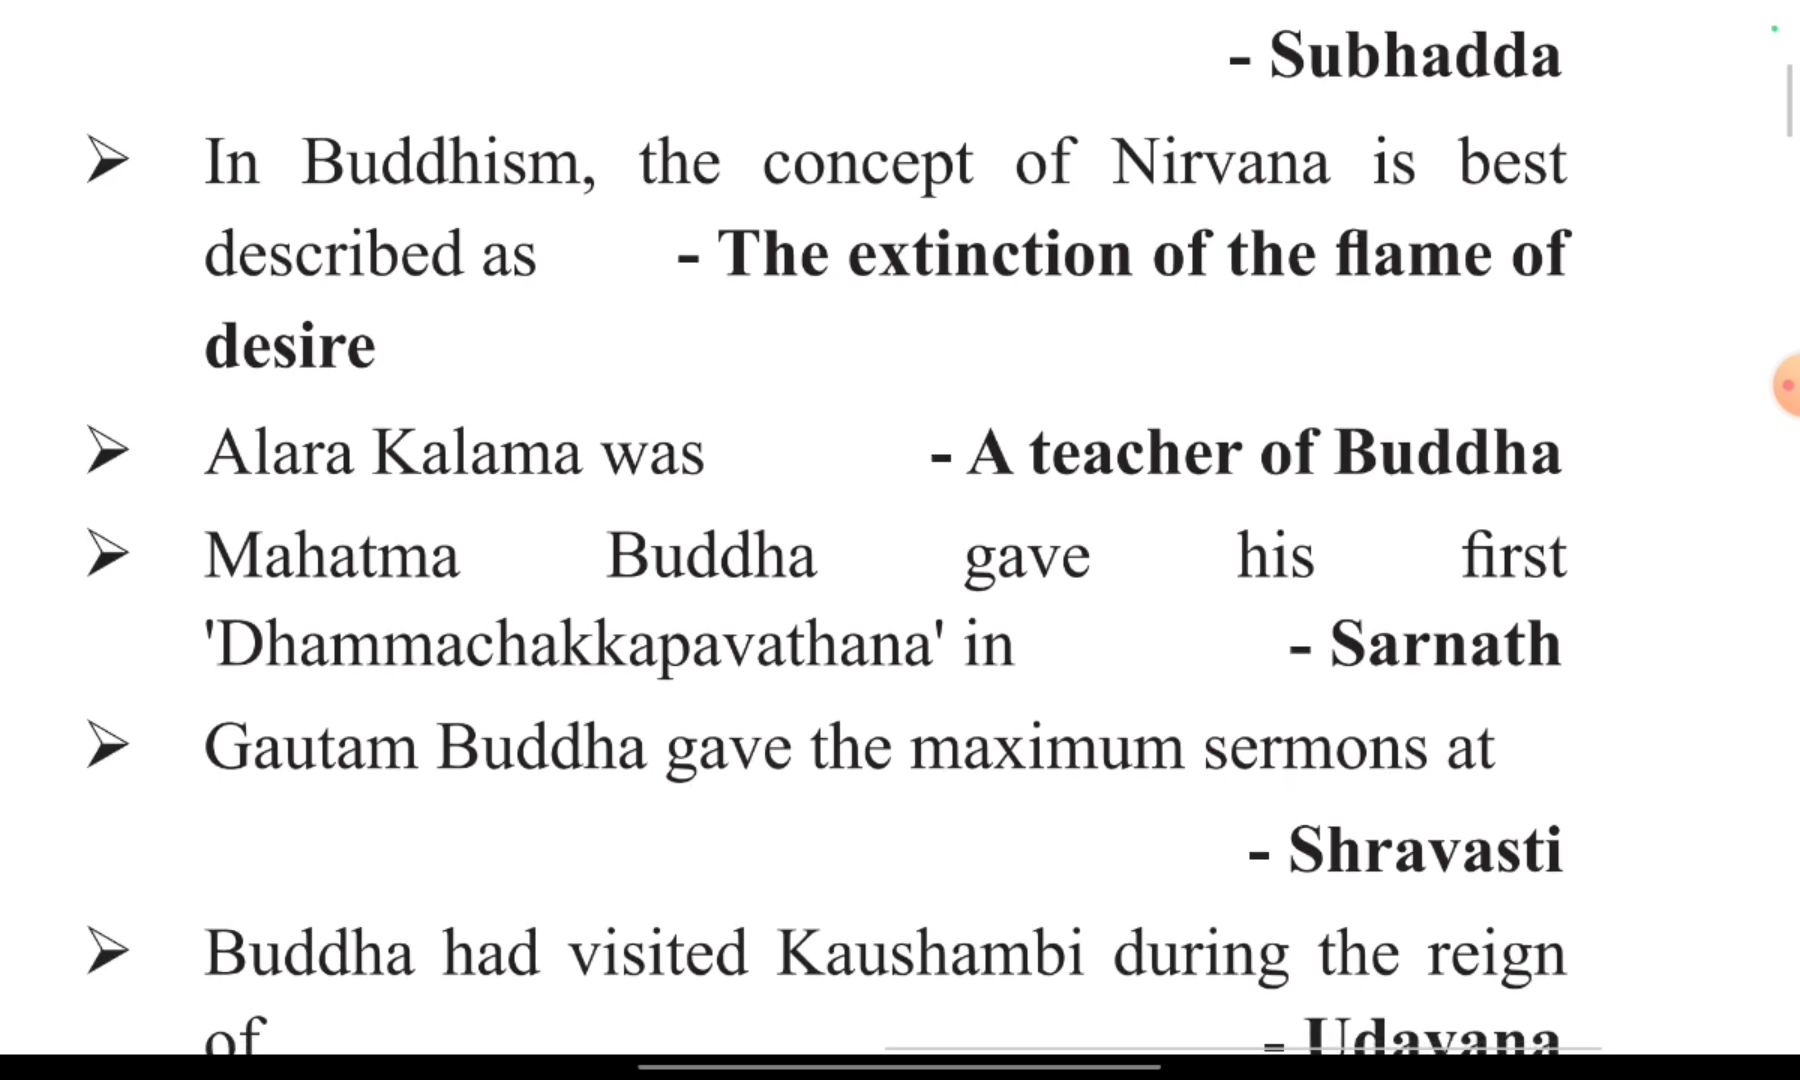 - Subhadda
➢ In Buddhism, the concept of Nirvana is best
described as - The extinction of the flame of
desire
➢ Alara Kalama was - A teacher of Buddha
➢ Mahatma Buddha gave his first
'Dhammachakkapavathana' in - Sarnath
➢ Gautam Buddha gave the maximum sermons at
- Shravasti
➢ Buddha had visited Kaushambi during the reign
of - Udayana